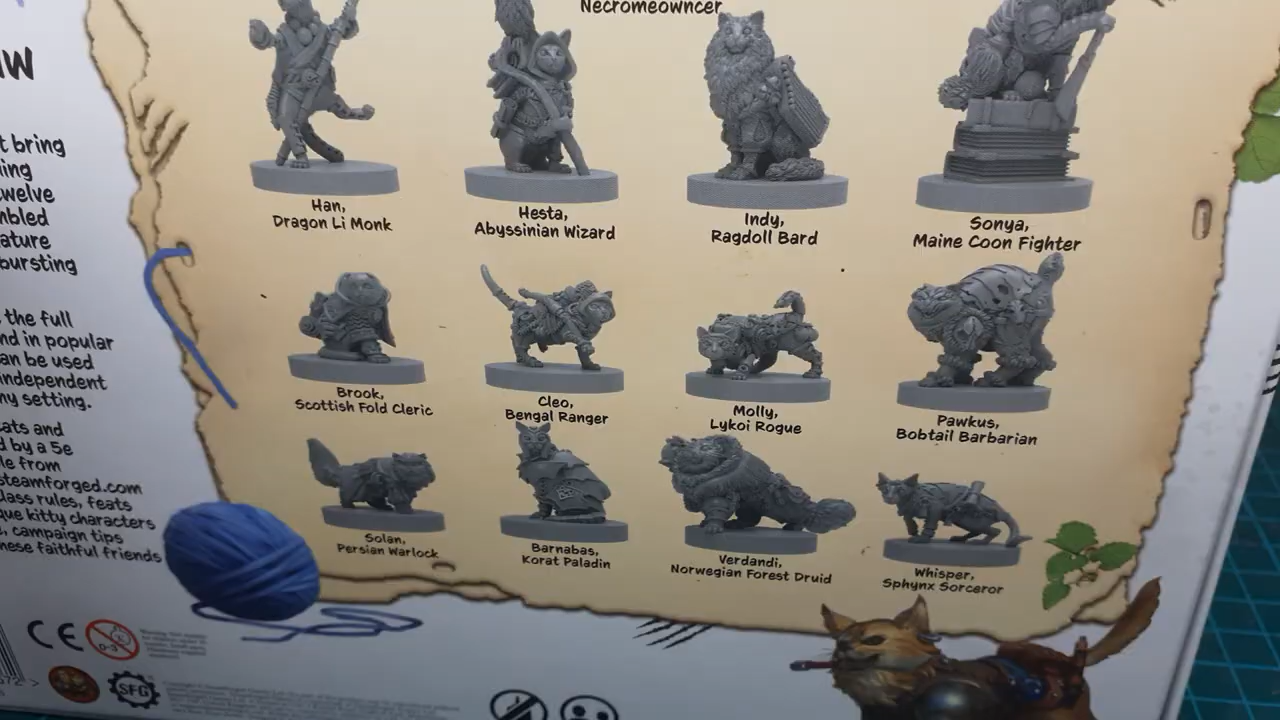 Necromeowncer
Han,
Dragon Li Monk
Hesta,
Abyssinian Wizard
Indy,
Ragdoll Bard
Sonya,
Maine Coon Fighter
Brook,
Scottish Fold Cleric
Cleo,
Bengal Ranger
Molly,
Lykoi Rogue
Pawkus,
Bobtail Barbarian
Solan,
Persian Warlock
Barnabas,
Korat Paladin
Verdandi,
Norwegian Forest Druid
Whisper,
Sphynx Sorceror
t bring
ing
welve
mbled
ature
bursting
the full
nd in popular
an be used
independent
ny setting.
cats and
d by a 5e
le from
steamforged.com
lass rules, feats
que kitty characters
, campaign tips
hese faithful friends
CE
0-3
SFG